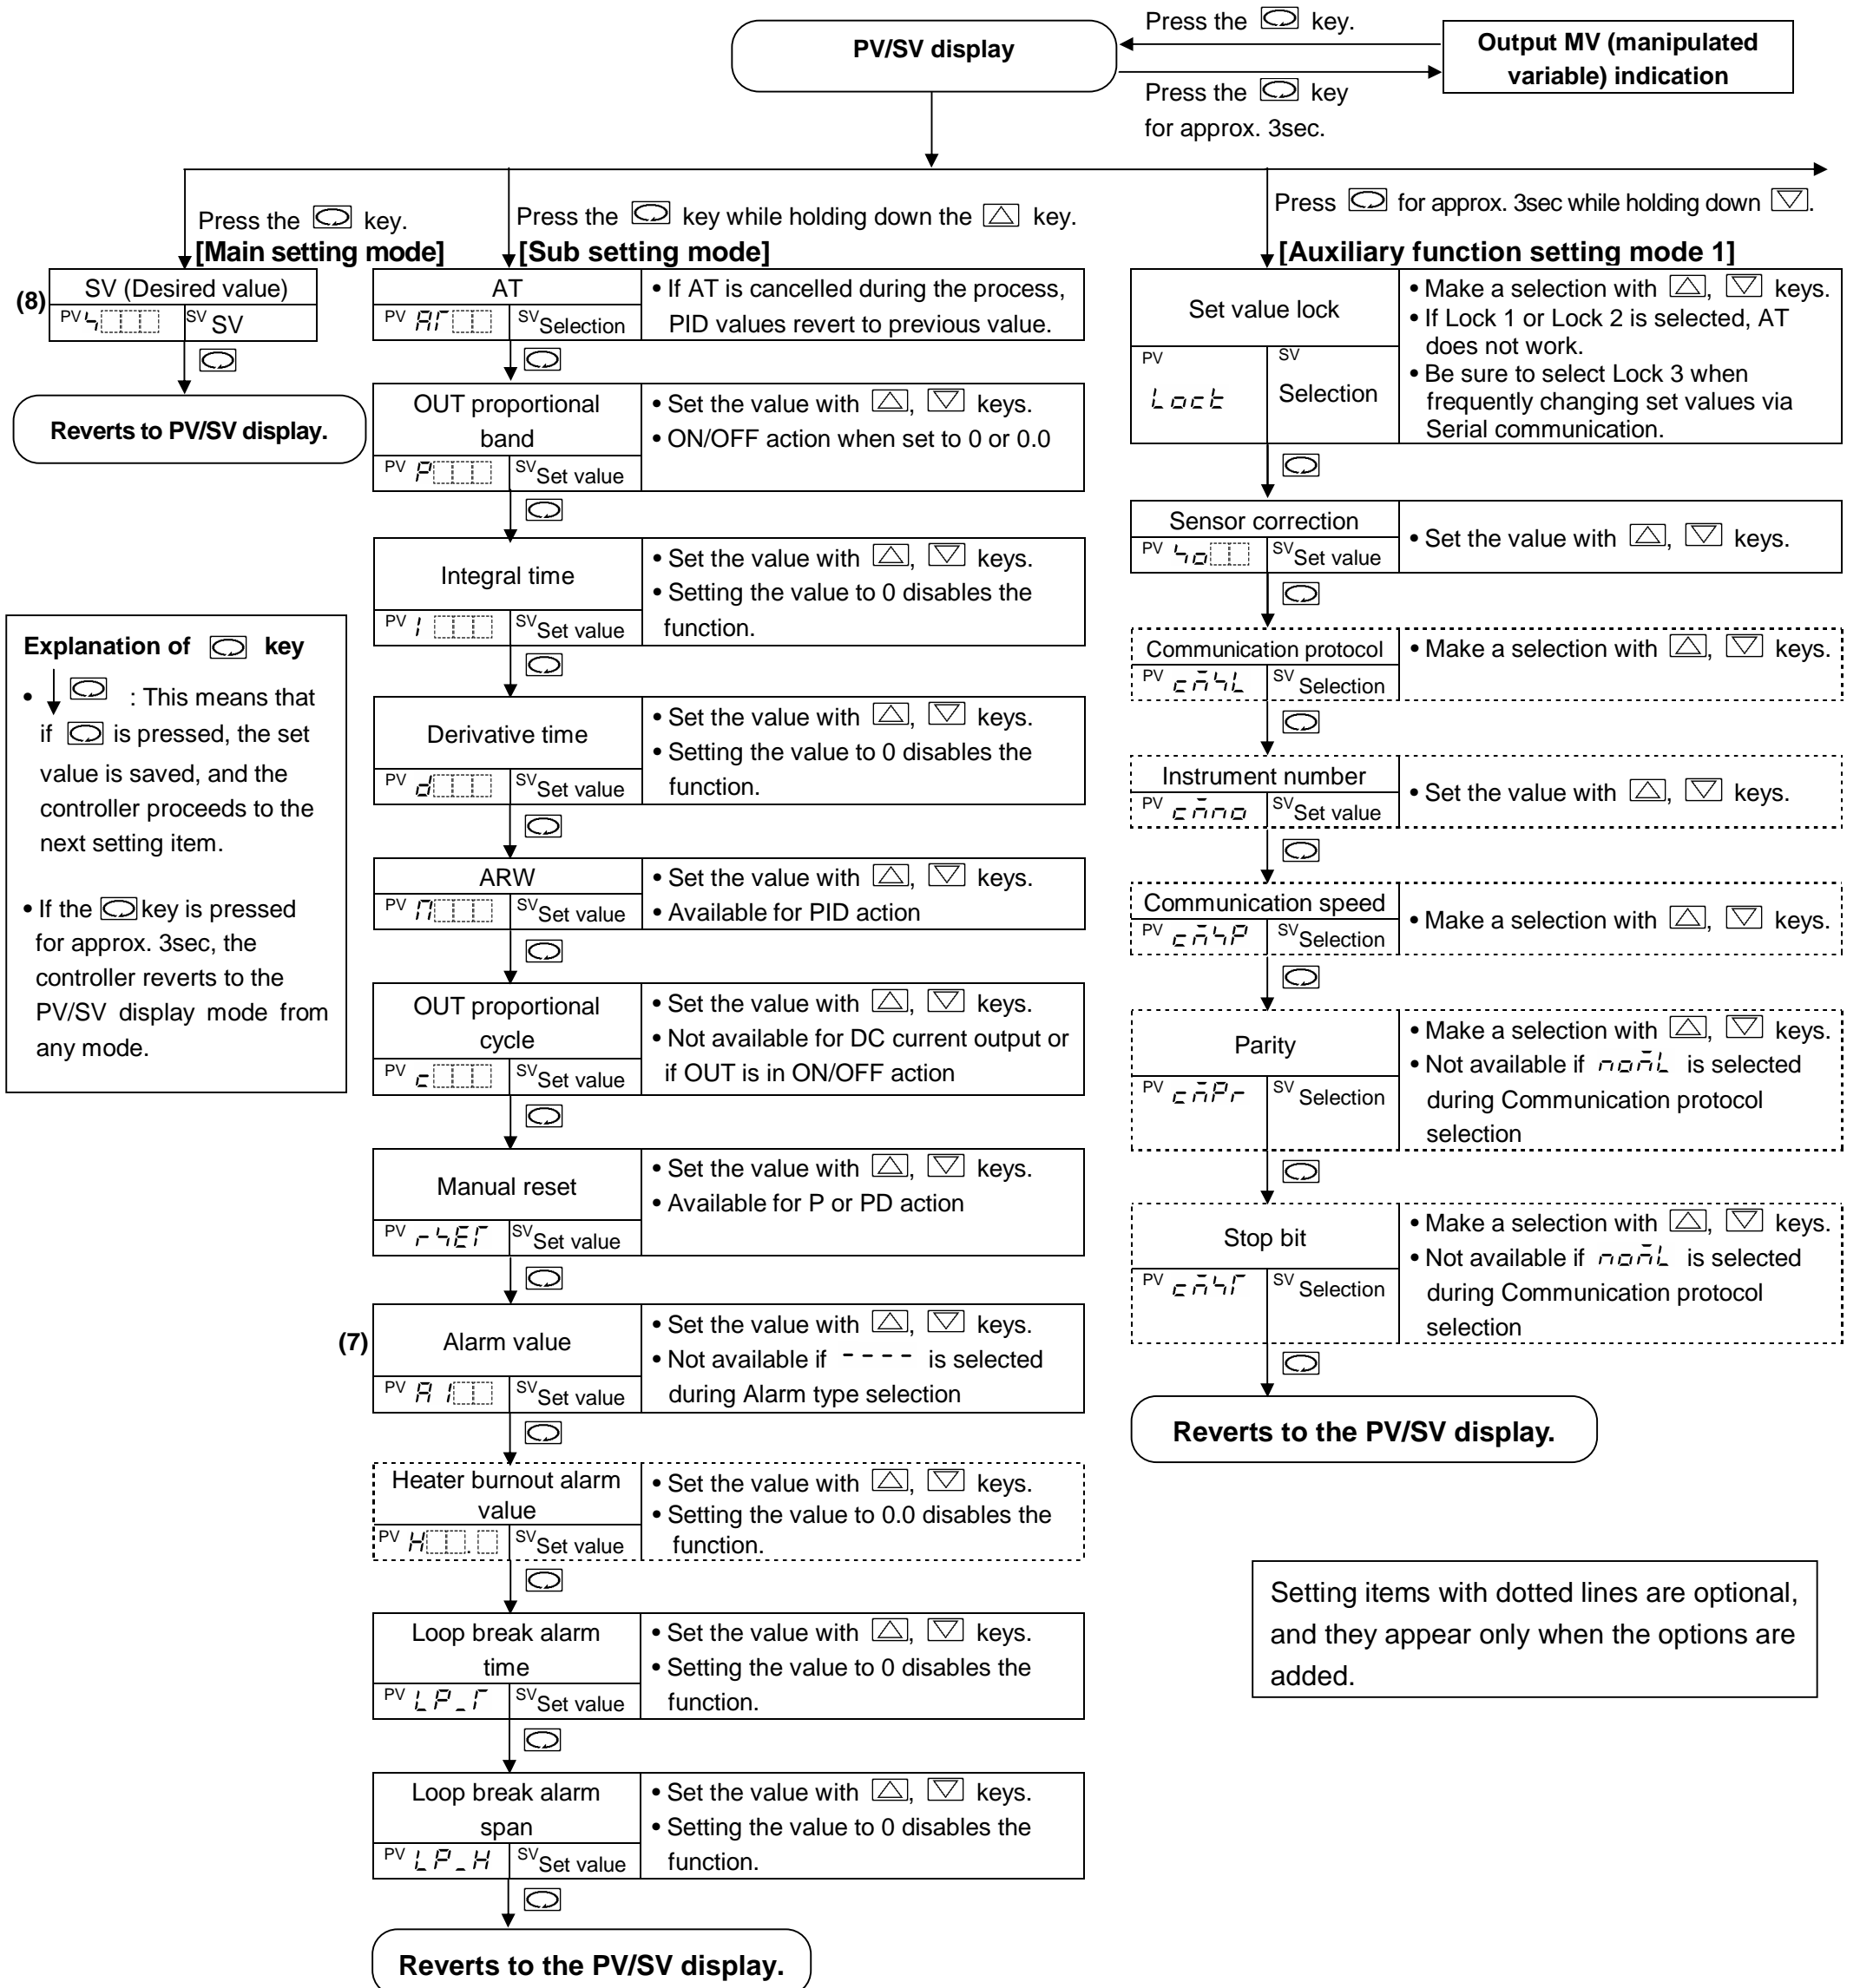 PV/SV display
Press the key.
Press the key
for approx. 3sec.
Output MV (manipulated
variable) indication
Press the key.
[Main setting mode]
(8)
SV (Desired value)
PV SV SV
Reverts to PV/SV display.
Explanation of key
• : This means that
if is pressed, the set
value is saved, and the
controller proceeds to the
next setting item.
• If the key is pressed
for approx. 3sec, the
controller reverts to the
PV/SV display mode from
any mode.
Press the key while holding down the △ key.
[Sub setting mode]
AT
PV AT SV Selection
• If AT is cancelled during the process,
PID values revert to previous value.
OUT proportional
band
PV P SV Set value
• Set the value with △, ▽ keys.
• ON/OFF action when set to 0 or 0.0
Integral time
PV I SV Set value
• Set the value with △, ▽ keys.
• Setting the value to 0 disables the
function.
Derivative time
PV d SV Set value
• Set the value with △, ▽ keys.
• Setting the value to 0 disables the
function.
ARW
PV SV Set value
• Set the value with △, ▽ keys.
• Available for PID action
OUT proportional
cycle
PV c SV Set value
• Set the value with △, ▽ keys.
• Not available for DC current output or
if OUT is in ON/OFF action
Manual reset
PV SV Set value
• Set the value with △, ▽ keys.
• Available for P or PD action
(7)
Alarm value
PV A1 SV Set value
• Set the value with △, ▽ keys.
• Not available if ---- is selected
during Alarm type selection
Heater burnout alarm
value
PV H . SV Set value
• Set the value with △, ▽ keys.
• Setting the value to 0.0 disables the
function.
Loop break alarm
time
PV LP_T SV Set value
• Set the value with △, ▽ keys.
• Setting the value to 0 disables the
function.
Loop break alarm
span
PV LP_H SV Set value
• Set the value with △, ▽ keys.
• Setting the value to 0 disables the
function.
Reverts to the PV/SV display.
Press for approx. 3sec while holding down ▽.
[Auxiliary function setting mode 1]
Set value lock
PV Lock SV Selection
• Make a selection with △, ▽ keys.
• If Lock 1 or Lock 2 is selected, AT
does not work.
• Be sure to select Lock 3 when
frequently changing set values via
Serial communication.
Sensor correction
PV SV Set value
• Set the value with △, ▽ keys.
Communication protocol
PV SV Selection
• Make a selection with △, ▽ keys.
Instrument number
PV SV Set value
• Set the value with △, ▽ keys.
Communication speed
PV SV Selection
• Make a selection with △, ▽ keys.
Parity
PV SV Selection
• Make a selection with △, ▽ keys.
• Not available if is selected
during Communication protocol
selection
Stop bit
PV SV Selection
• Make a selection with △, ▽ keys.
• Not available if is selected
during Communication protocol
selection
Reverts to the PV/SV display.
Setting items with dotted lines are optional,
and they appear only when the options are
added.